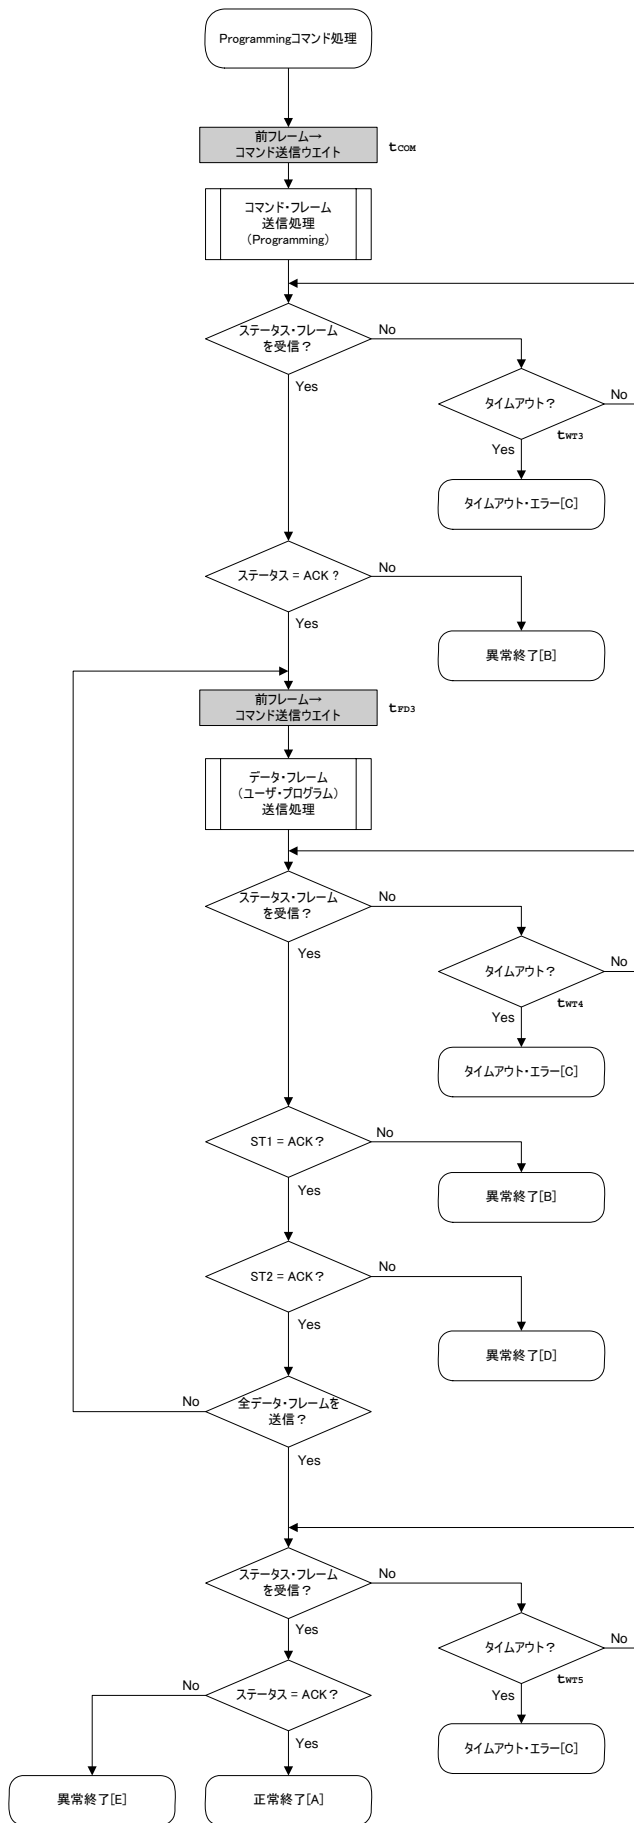 Programmingコマンド処理
前フレーム→
コマンド送信ウエイト
tCOM
コマンド・フレーム
送信処理
（Programming）
ステータス・フレーム
を受信？
No
Yes
タイムアウト？
No
tWT3
Yes
タイムアウト・エラー[C]
ステータス = ACK ?
No
Yes
異常終了[B]
前フレーム→
コマンド送信ウエイト
tFD3
データ・フレーム
（ユーザ・プログラム）
送信処理
ステータス・フレーム
を受信？
No
Yes
タイムアウト？
No
tWT4
Yes
タイムアウト・エラー[C]
ST1 = ACK？
No
Yes
異常終了[B]
ST2 = ACK？
No
Yes
異常終了[D]
全データ・フレームを
送信？
No
Yes
ステータス・フレーム
を受信？
No
Yes
タイムアウト？
No
tWT5
Yes
ステータス = ACK？
No
Yes
タイムアウト・エラー[C]
異常終了[E]
正常終了[A]